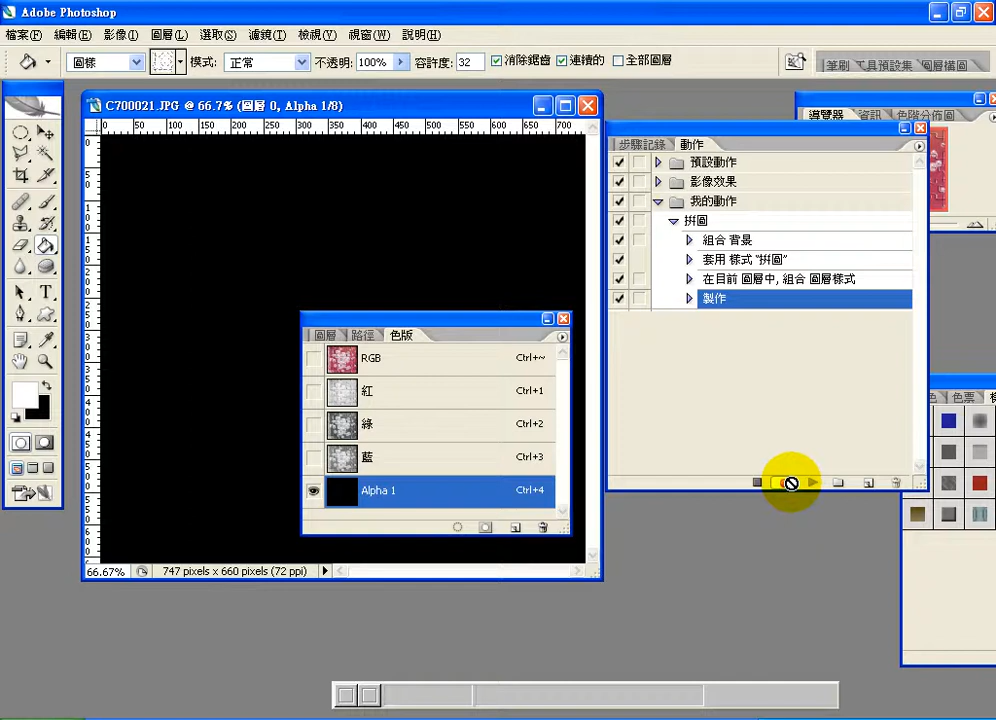 Adobe Photoshop
檔案(F) 編輯(E) 影像(I) 圖層(L) 選取(S) 濾鏡(T) 檢視(V) 視窗(W) 說明(H)
圖樣 模式: 正常 不透明: 100% 容許度: 32 消除鋸齒 連續的 全部圖層
筆刷 工具預設集 圖層構圖
C700021.JPG @ 66.7% (圖層 0, Alpha 1/8)
導覽器 資訊 色階分佈圖
0 50 100 150 200 250 300 350 400 450 500 550 600 650 700
步驟記錄 動作
預設動作
影像效果
我的動作
拼圖
組合 背景
套用 樣式 “拼圖”
在目前 圖層中, 組合 圖層樣式
製作
圖層 路徑 色版
RGB Ctrl+~
紅 Ctrl+1
綠 Ctrl+2
藍 Ctrl+3
Alpha 1 Ctrl+4
色 色票
66.67% 747 pixels x 660 pixels (72 ppi)